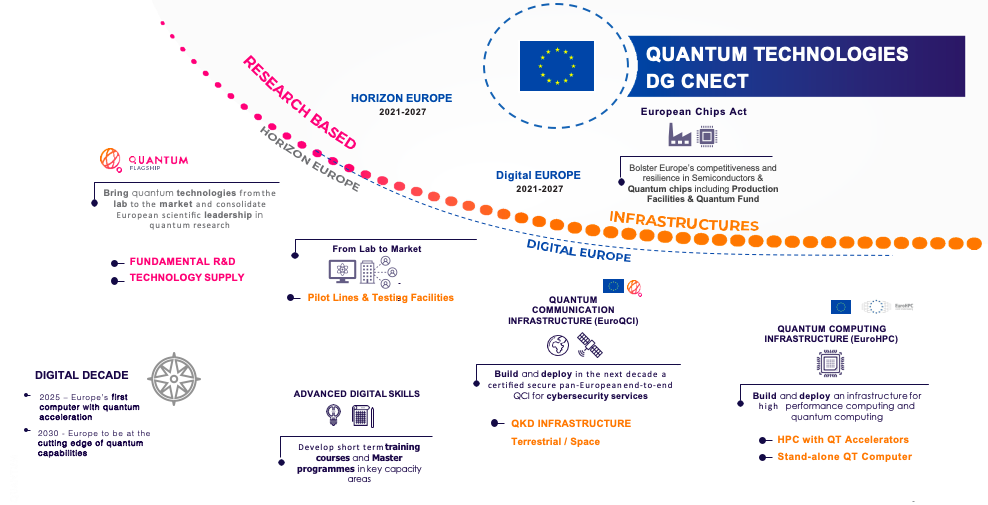 QUANTUM TECHNOLOGIES
DG CNECT
RESEARCH BASED
HORIZON EUROPE
HORIZON EUROPE
2021-2027
European Chips Act
Bolster Europe's competitiveness and
resilience in Semiconductors &
Quantum chips including Production
Facilities & Quantum Fund
QUANTUM
FLAGSHIP
Bring quantum technologies from the
lab to the market and consolidate
European scientific leadership in
quantum research
FUNDAMENTAL R&D
TECHNOLOGY SUPPLY
Digital EUROPE
2021-2027
INFRASTRUCTURES
DIGITAL EUROPE
From Lab to Market
Pilot Lines & Testing Facilities
QUANTUM
COMMUNICATION
INFRASTRUCTURE (EuroQCI)
Build and deploy in the next decade a
certified secure pan-European end-to-end
QCI for cybersecurity services
QKD INFRASTRUCTURE
Terrestrial / Space
EuroHPC
QUANTUM COMPUTING
INFRASTRUCTURE (EuroHPC)
Build and deploy an infrastructure for
high performance computing and
quantum computing
HPC with QT Accelerators
Stand-alone QT Computer
DIGITAL DECADE
2025 – Europe's first
computer with quantum
acceleration
2030 - Europe to be at the
cutting edge of quantum
capabilities
ADVANCED DIGITAL SKILLS
Develop short term training
courses and Master
programmes in key capacity
areas